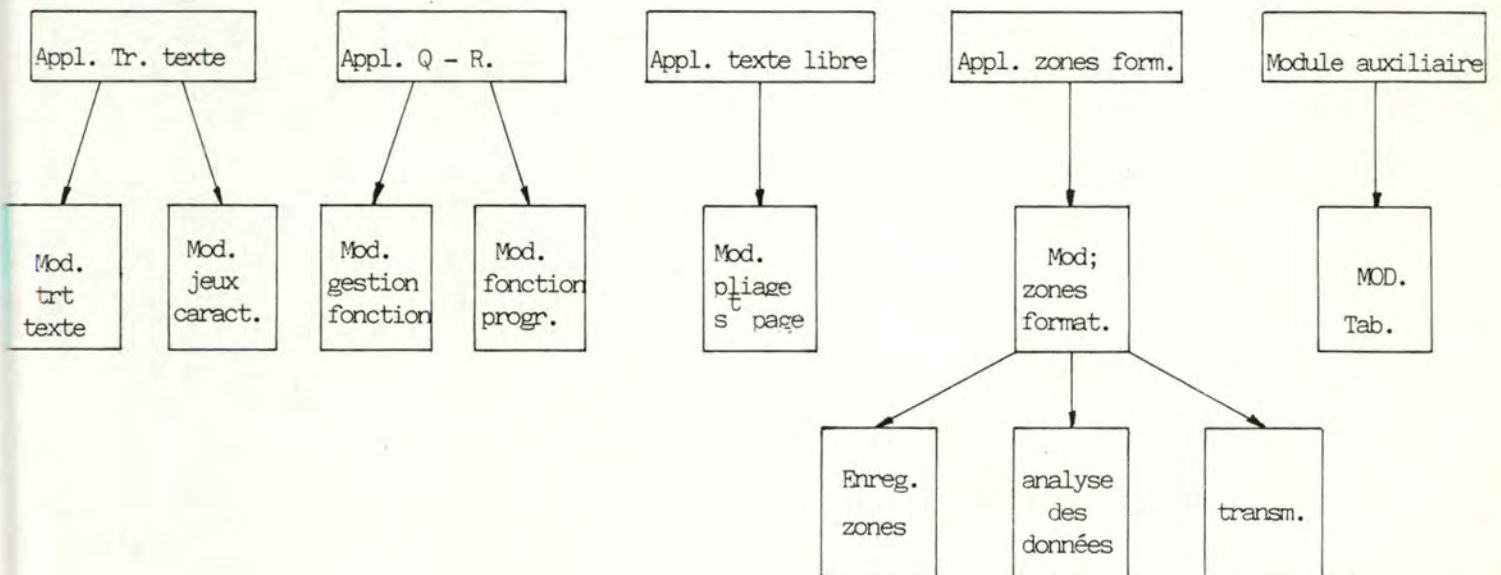 Appl. Tr. texte
Appl. Q – R.
Appl. texte libre
Appl. zones form.
Module auxiliaire
Mod.
trt
texte
Mod.
jeux
caract.
Mod.
gestion
fonction
Mod.
fonction
progr.
Mod.
pliage
s^t page
Mod;
zones
format.
MOD.
Tab.
Enreg.
zones
analyse
des
données
transm.